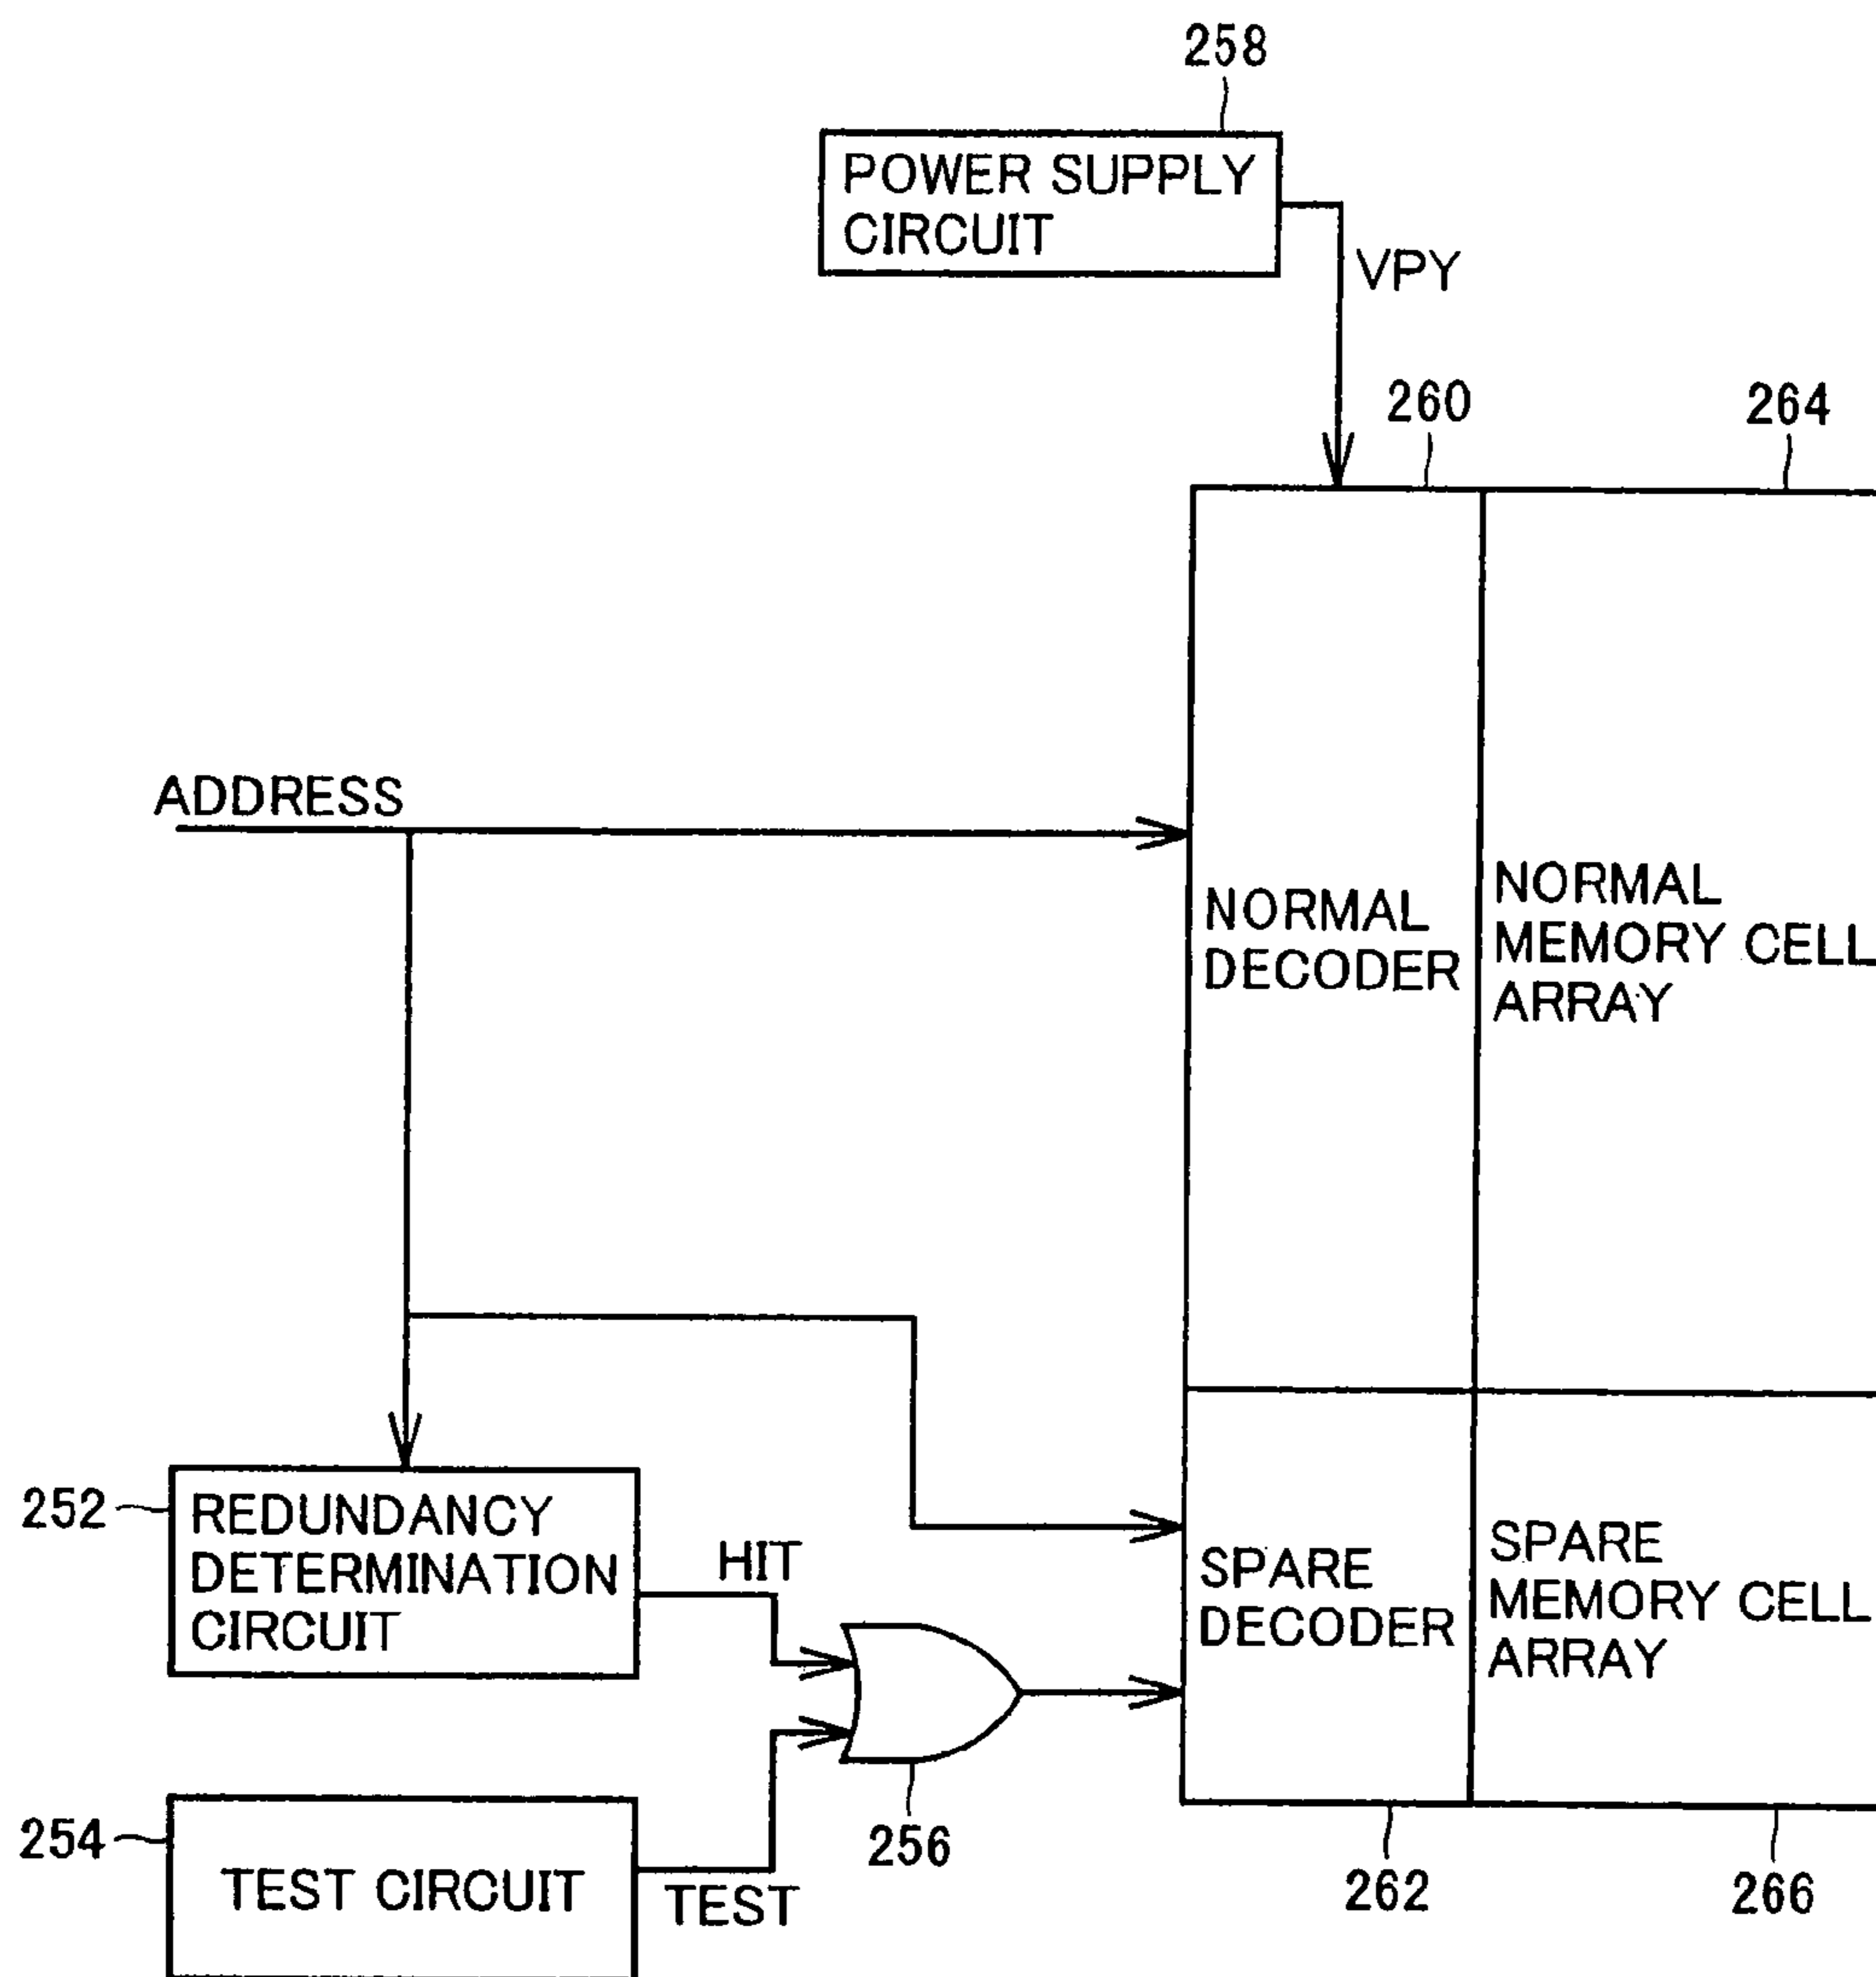 258
POWER SUPPLY
CIRCUIT
VPY
260
264
ADDRESS
NORMAL
DECODER
NORMAL
MEMORY CELL
ARRAY
252
REDUNDANCY
DETERMINATION
CIRCUIT
HIT
SPARE
DECODER
SPARE
MEMORY CELL
ARRAY
254
TEST CIRCUIT
TEST
256
262
266